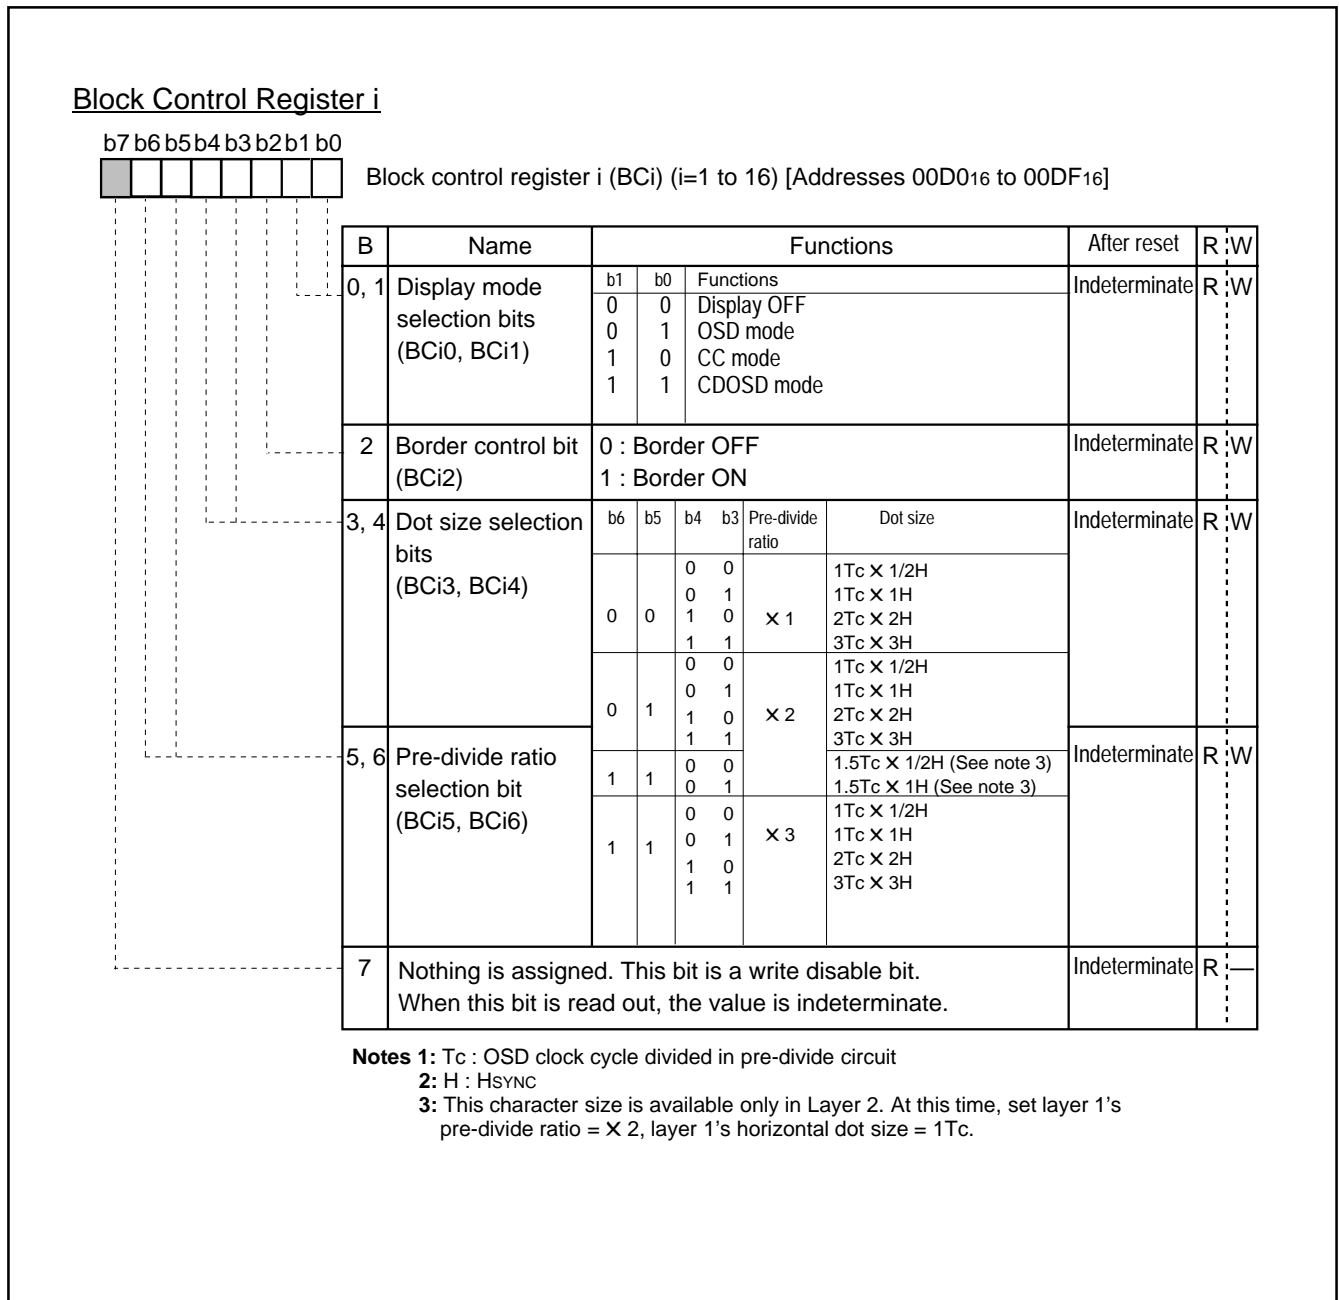 Block Control Register i
b7 b6 b5 b4 b3 b2 b1 b0
Block control register i (BCi) (i=1 to 16) [Addresses 00D016 to 00DF16]
B Name Functions After reset R W
0, 1 Display mode selection bits (BCi0, BCi1) Indeterminate R W
b1 b0 Functions
0 0 Display OFF
0 1 OSD mode
1 0 CC mode
1 1 CDOSD mode
2 Border control bit (BCi2) Indeterminate R W
0 : Border OFF
1 : Border ON
3, 4 Dot size selection bits (BCi3, BCi4) Indeterminate R W
b6 b5 b4 b3 Pre-divide ratio Dot size
0 0 × 1
0 0 1Tc × 1/2H
0 1 1Tc × 1H
1 0 2Tc × 2H
1 1 3Tc × 3H
0 1 × 2
0 0 1Tc × 1/2H
0 1 1Tc × 1H
1 0 2Tc × 2H
1 1 3Tc × 3H
5, 6 Pre-divide ratio selection bit (BCi5, BCi6) Indeterminate R W
1 1
0 0 1.5Tc × 1/2H (See note 3)
0 1 1.5Tc × 1H (See note 3)
1 1 × 3
0 0 1Tc × 1/2H
0 1 1Tc × 1H
1 0 2Tc × 2H
1 1 3Tc × 3H
7 Nothing is assigned. This bit is a write disable bit. Indeterminate R —
When this bit is read out, the value is indeterminate.
Notes 1: Tc : OSD clock cycle divided in pre-divide circuit
2: H : HSYNC
3: This character size is available only in Layer 2. At this time, set layer 1’s
pre-divide ratio = × 2, layer 1’s horizontal dot size = 1Tc.